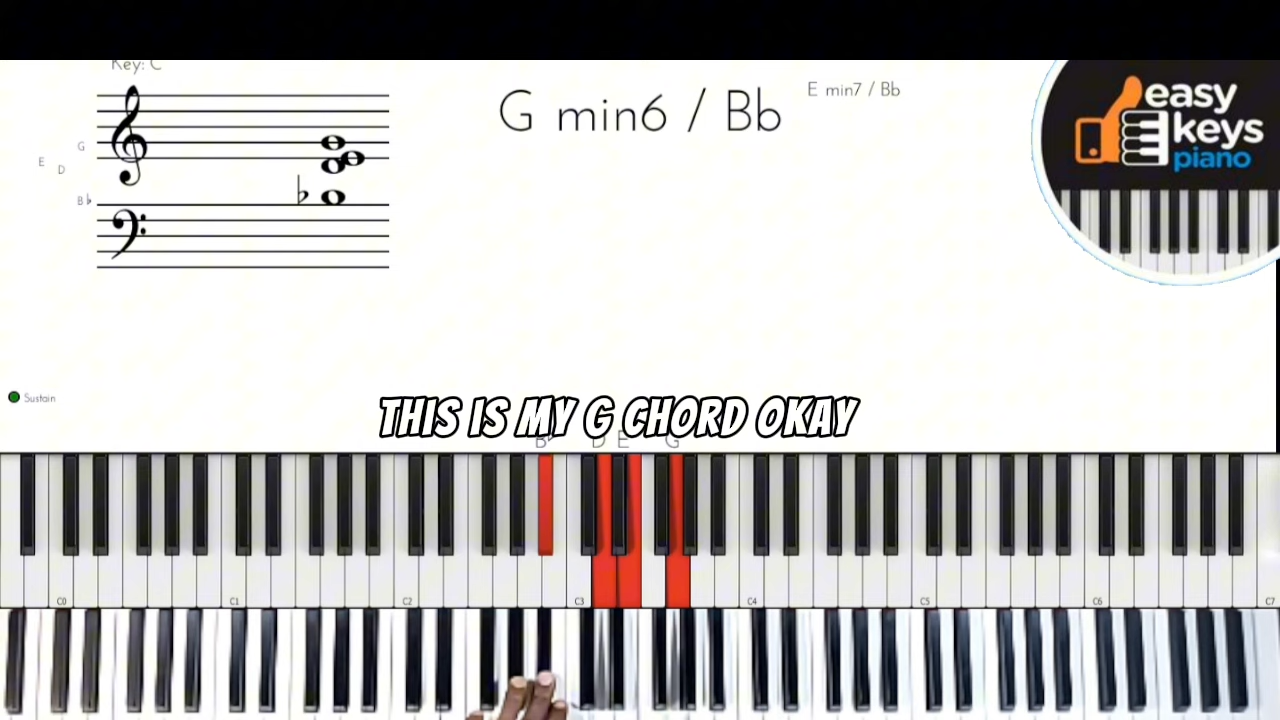 Key: C
G min6 / Bb
E min7 / Bb
easy
keys
piano
G
E
D
B♭
Sustain
THIS IS MY G CHORD OKAY
B♭ D E G
C0 C1 C2 C3 C4 C5 C6 C7